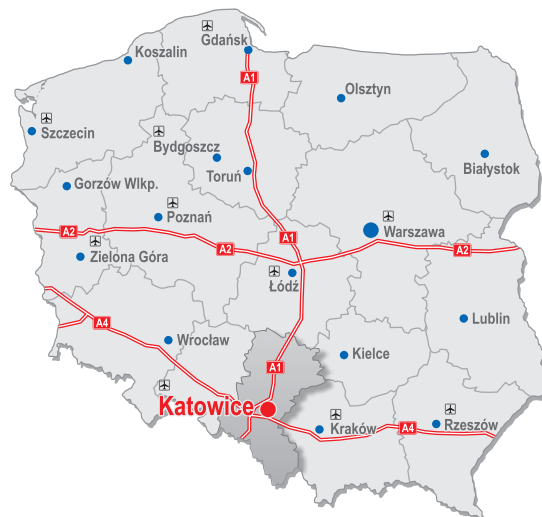 Gdańsk
Koszalin
A1
Olsztyn
Szczecin
Bydgoszcz
Toruń
Białystok
Gorzów Wlkp.
Poznań
A2
A1
Warszawa
A2
A2
Zielona Góra
Łódź
A4
Wrocław
Lublin
Kielce
A1
Katowice
Kraków
A4
Rzeszów